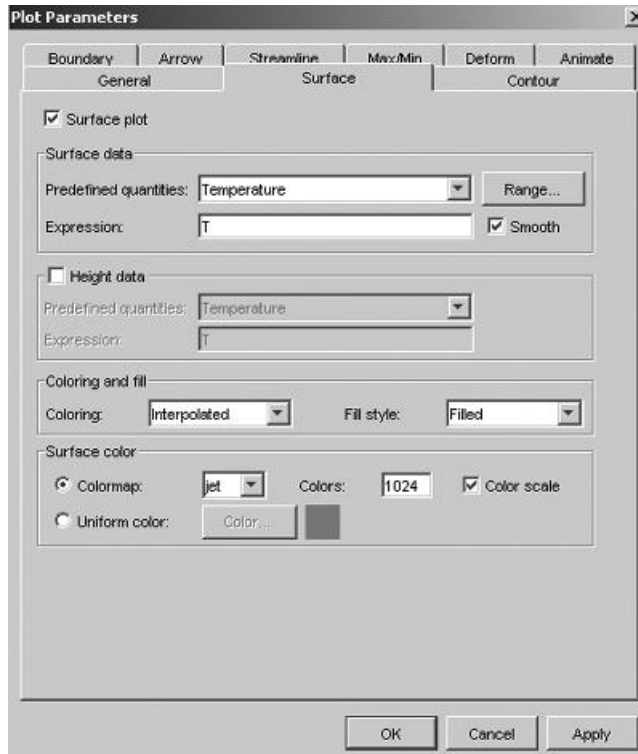 Plot Parameters
Boundary Arrow Streamline Max/Min Deform Animate
General Surface Contour
Surface plot
Surface data
Predefined quantities: Temperature Range...
Expression: T Smooth
Height data
Predefined quantities: Temperature
Expression: T
Coloring and fill
Coloring: Interpolated Fill style: Filled
Surface color
Colormap: jet Colors: 1024 Color scale
Uniform color: Color...
OK Cancel Apply